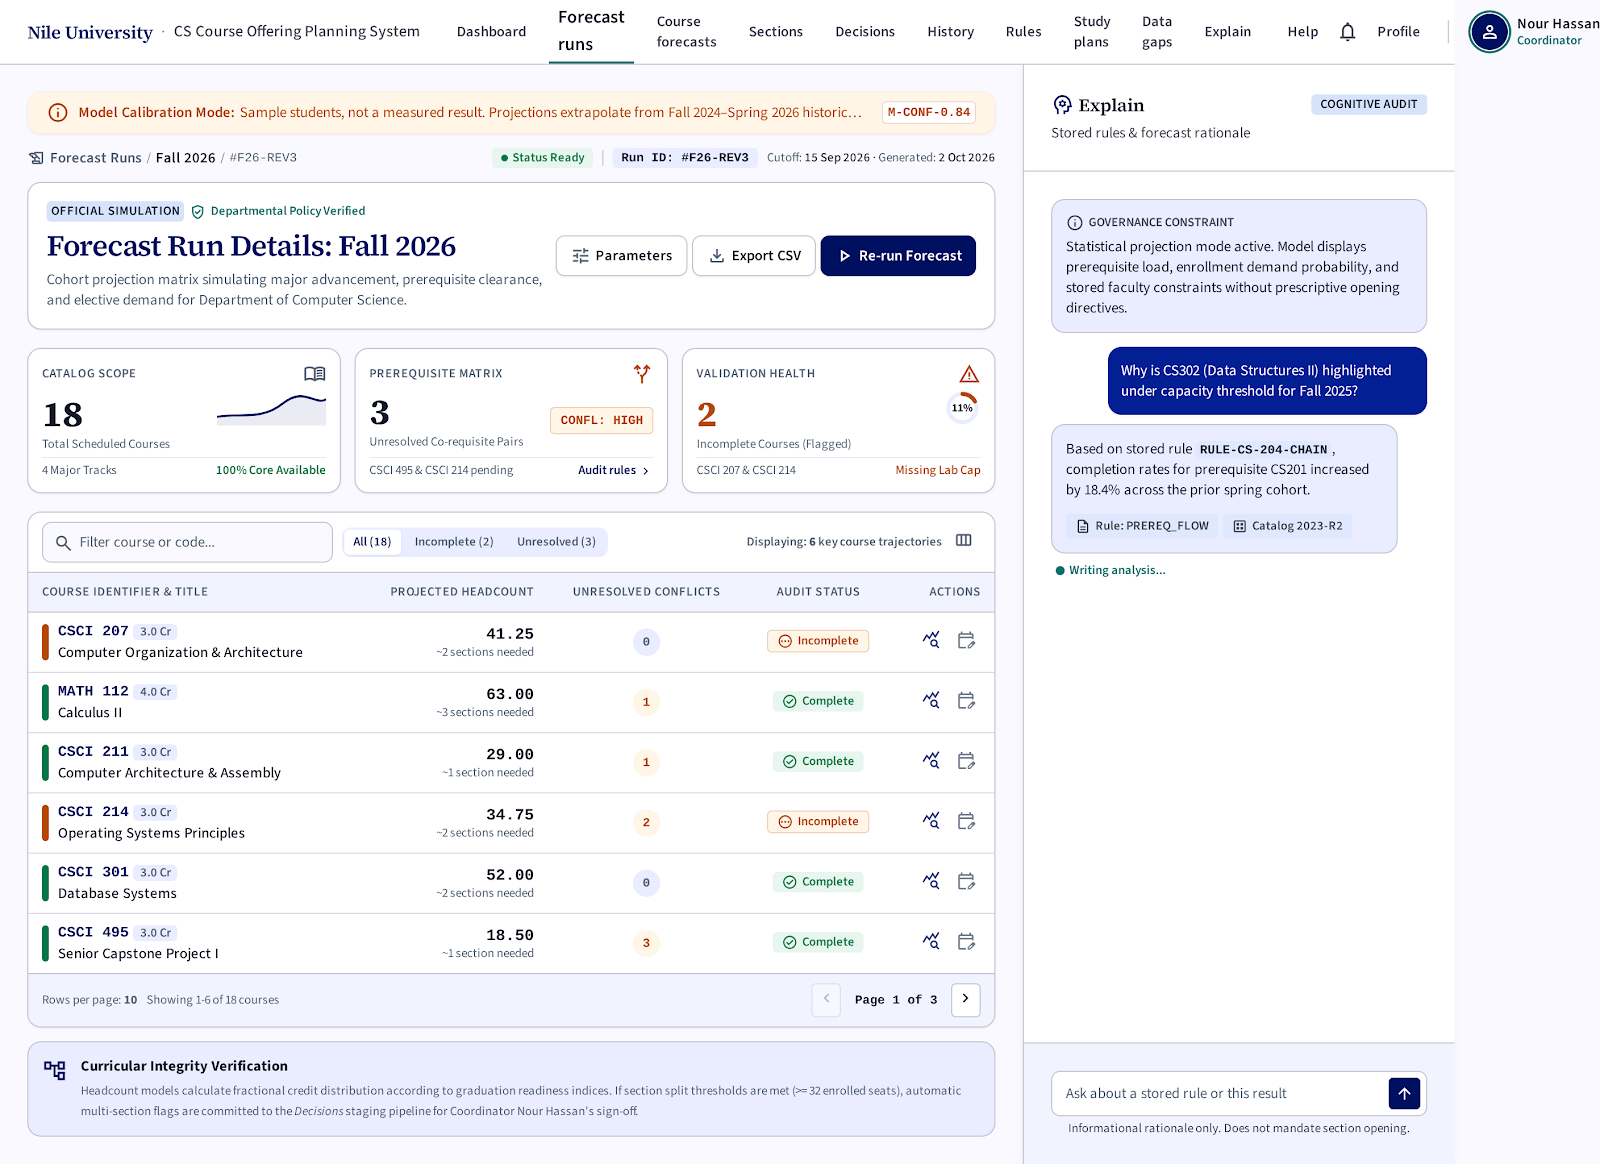 Nile University · CS Course Offering Planning System
Dashboard
Forecast
runs
Course
forecasts
Sections
Decisions
History
Rules
Study
plans
Data
gaps
Explain
Help
Profile
Nour Hassan
Coordinator
Model Calibration Mode: Sample students, not a measured result. Projections extrapolate from Fall 2024–Spring 2026 historic...
M-CONF-0.84
Forecast Runs / Fall 2026 / #F26-REV3
Status Ready
Run ID: #F26-REV3
Cutoff: 15 Sep 2026 · Generated: 2 Oct 2026
OFFICIAL SIMULATION
Departmental Policy Verified
Forecast Run Details: Fall 2026
Cohort projection matrix simulating major advancement, prerequisite clearance,
and elective demand for Department of Computer Science.
Parameters
Export CSV
Re-run Forecast
CATALOG SCOPE
18
Total Scheduled Courses
4 Major Tracks
100% Core Available
PREREQUISITE MATRIX
3
CONFL: HIGH
Unresolved Co-requisite Pairs
CSCI 495 & CSCI 214 pending
Audit rules
VALIDATION HEALTH
2
11%
Incomplete Courses (Flagged)
CSCI 207 & CSCI 214
Missing Lab Cap
Filter course or code...
All (18)
Incomplete (2)
Unresolved (3)
Displaying: 6 key course trajectories
COURSE IDENTIFIER & TITLE
PROJECTED HEADCOUNT
UNRESOLVED CONFLICTS
AUDIT STATUS
ACTIONS
CSCI 207 3.0 Cr
Computer Organization & Architecture
41.25
~2 sections needed
0
Incomplete
MATH 112 4.0 Cr
Calculus II
63.00
~3 sections needed
1
Complete
CSCI 211 3.0 Cr
Computer Architecture & Assembly
29.00
~1 section needed
1
Complete
CSCI 214 3.0 Cr
Operating Systems Principles
34.75
~2 sections needed
2
Incomplete
CSCI 301 3.0 Cr
Database Systems
52.00
~2 sections needed
0
Complete
CSCI 495 3.0 Cr
Senior Capstone Project I
18.50
~1 section needed
3
Complete
Rows per page: 10
Showing 1-6 of 18 courses
Page 1 of 3
Curricular Integrity Verification
Headcount models calculate fractional credit distribution according to graduation readiness indices. If section split thresholds are met (>= 32 enrolled seats), automatic
multi-section flags are committed to the Decisions staging pipeline for Coordinator Nour Hassan's sign-off.
Explain
COGNITIVE AUDIT
Stored rules & forecast rationale
GOVERNANCE CONSTRAINT
Statistical projection mode active. Model displays
prerequisite load, enrollment demand probability, and
stored faculty constraints without prescriptive opening
directives.
Why is CS302 (Data Structures II) highlighted
under capacity threshold for Fall 2025?
Based on stored rule RULE-CS-204-CHAIN ,
completion rates for prerequisite CS201 increased
by 18.4% across the prior spring cohort.
Rule: PREREQ_FLOW
Catalog 2023-R2
Writing analysis...
Ask about a stored rule or this result
Informational rationale only. Does not mandate section opening.